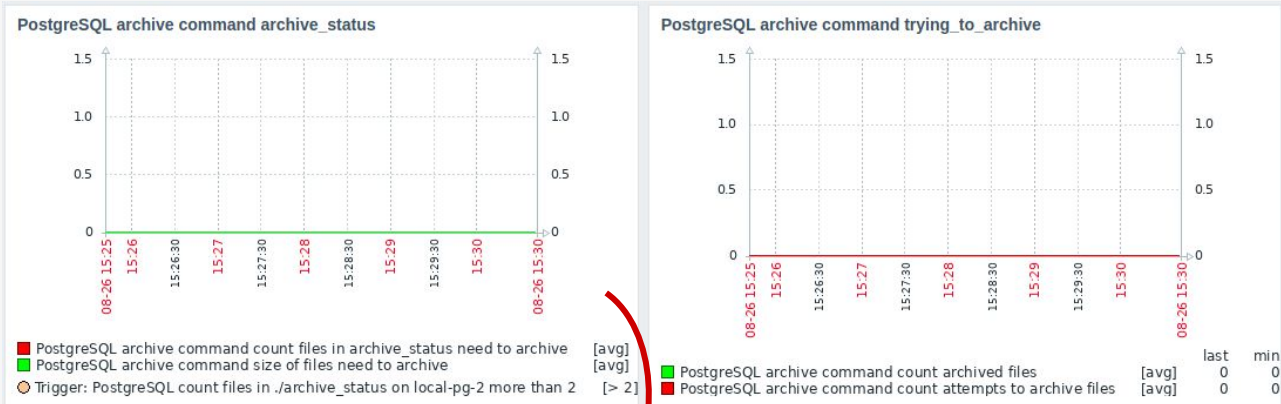 PostgreSQL archive command archive_status
1.5 1.5
1.0 1.0
0.5 0.5
0 0
08-26 15:25 15:26 15:26:30 15:27 15:27:30 15:28 15:28:30 15:29 15:29:30 15:30 08-26 15:30
PostgreSQL archive command count files in archive_status need to archive [avg]
PostgreSQL archive command size of files need to archive [avg]
Trigger: PostgreSQL count files in ./archive_status on local-pg-2 more than 2 [> 2]
PostgreSQL archive command trying_to_archive
1.5 1.5
1.0 1.0
0.5 0.5
0 0
08-26 15:25 15:26 15:26:30 15:27 15:27:30 15:28 15:28:30 15:29 15:29:30 15:30 08-26 15:30
last min
PostgreSQL archive command count archived files [avg] 0 0
PostgreSQL archive command count attempts to archive files [avg] 0 0